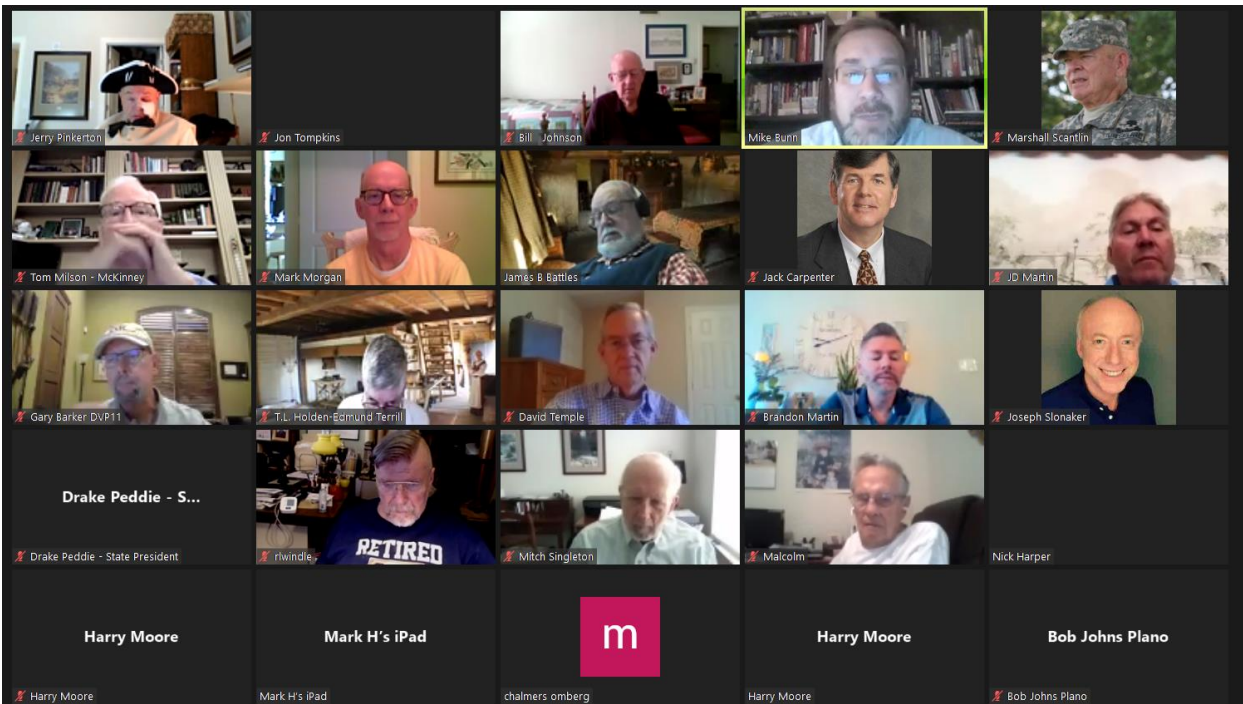 Jerry Pinkerton
Jon Tompkins
Bill Johnson
Mike Bunn
Marshall Scantlin
Tom Milson - McKinney
Mark Morgan
James B Battles
Jack Carpenter
JD Martin
Gary Barker DVP11
T.L. Holden-Edmund Terrill
David Temple
Brandon Martin
Joseph Slonaker
Drake Peddie - S...
Drake Peddie - State President
RETIRED
rlwindle
Mitch Singleton
Malcolm
Nick Harper
Harry Moore
Harry Moore
Mark H's iPad
Mark H's iPad
m
chalmers omberg
Harry Moore
Harry Moore
Bob Johns Plano
Bob Johns Plano